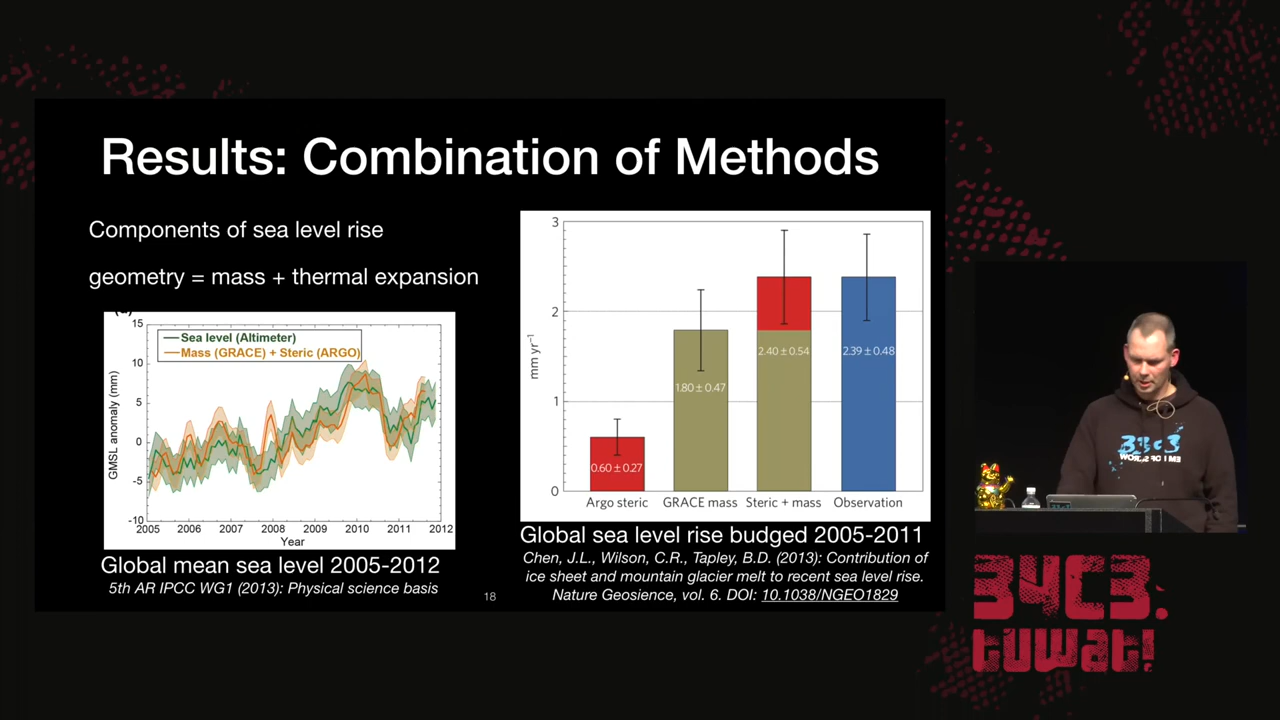 Results: Combination of Methods
Components of sea level rise
geometry = mass + thermal expansion
15
10
5
0
-5
-10
GMSL anomaly (mm)
Sea level (Altimeter)
Mass (GRACE) + Steric (ARGO)
2005 2006 2007 2008 2009 2010 2011 2012
Year
Global mean sea level 2005-2012
5th AR IPCC WG1 (2013): Physical science basis
3
2
1
0
mm yr⁻¹
0.60 ± 0.27
1.80 ± 0.47
2.40 ± 0.54
2.39 ± 0.48
Argo steric GRACE mass Steric + mass Observation
Global sea level rise budged 2005-2011
Chen, J.L., Wilson, C.R., Tapley, B.D. (2013): Contribution of
ice sheet and mountain glacier melt to recent sea level rise.
Nature Geosience, vol. 6. DOI: 10.1038/NGEO1829
18
34C3.
tuwat!